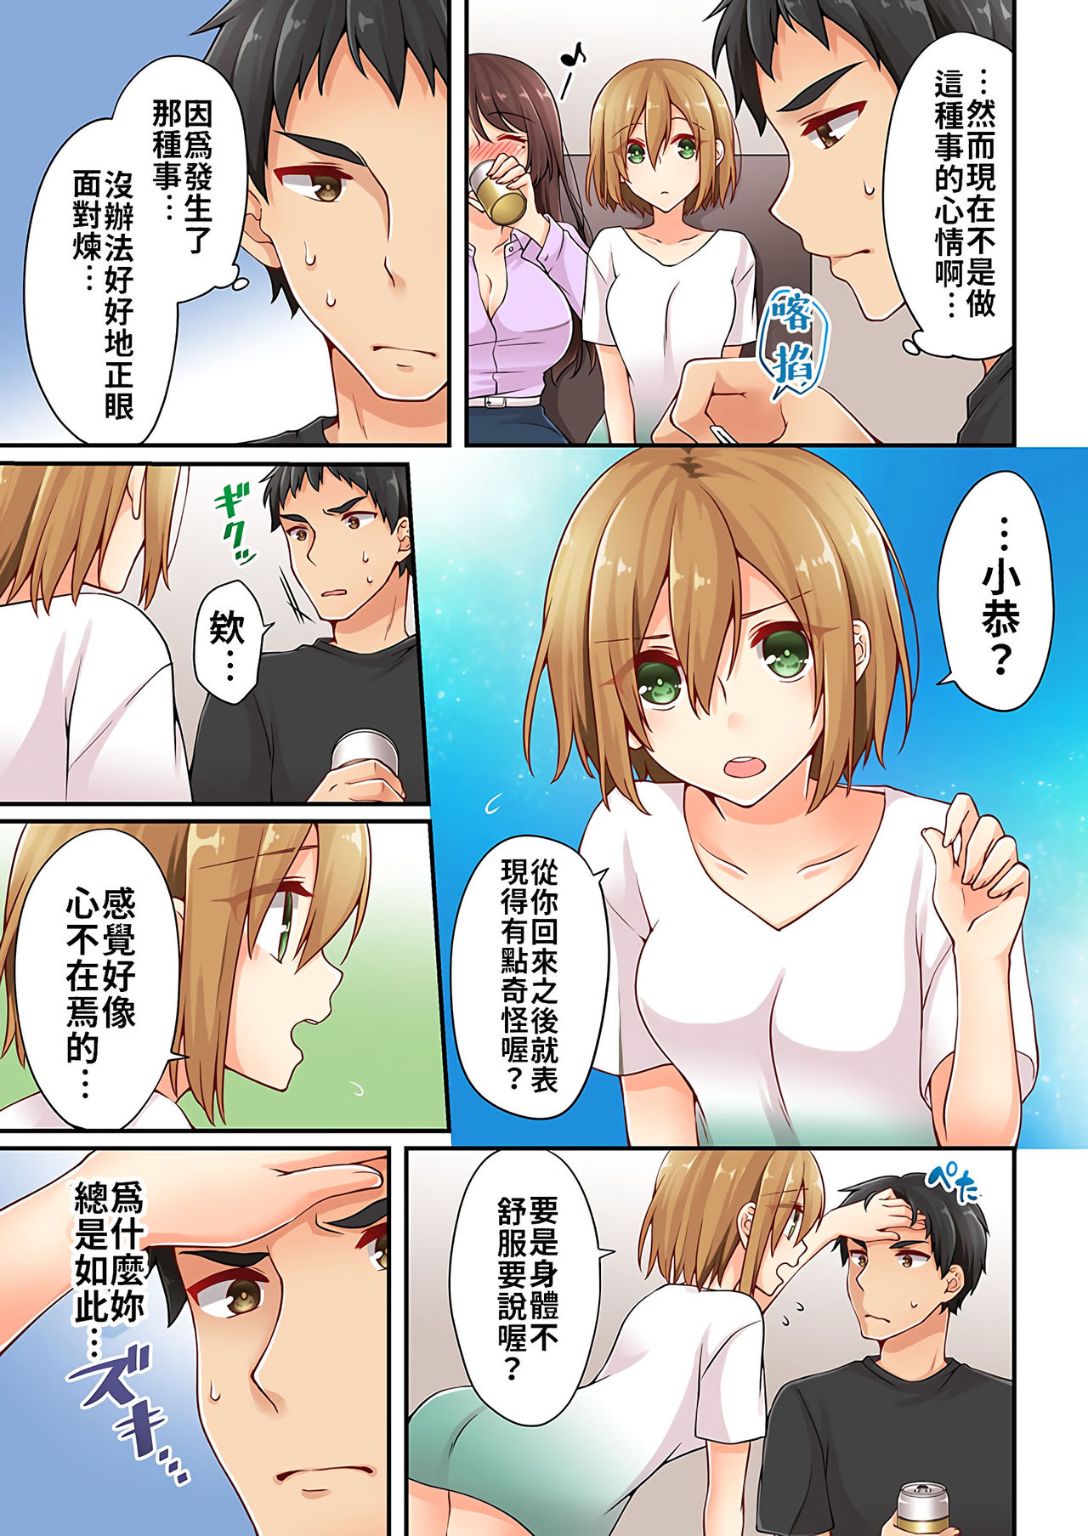 …然而現在不是做
這種事的心情啊…
♪
喀
掐
因爲發生了
那種事…
沒辦法好好地正眼
面對煉…
…小恭？
從你回來之後就表
現得有點奇怪喔？
ギクッ
欸…
感覺好像
心不在焉的…
ぺた
要是身體不
舒服要說喔？
爲什麼妳
總是如此…
ズキ…